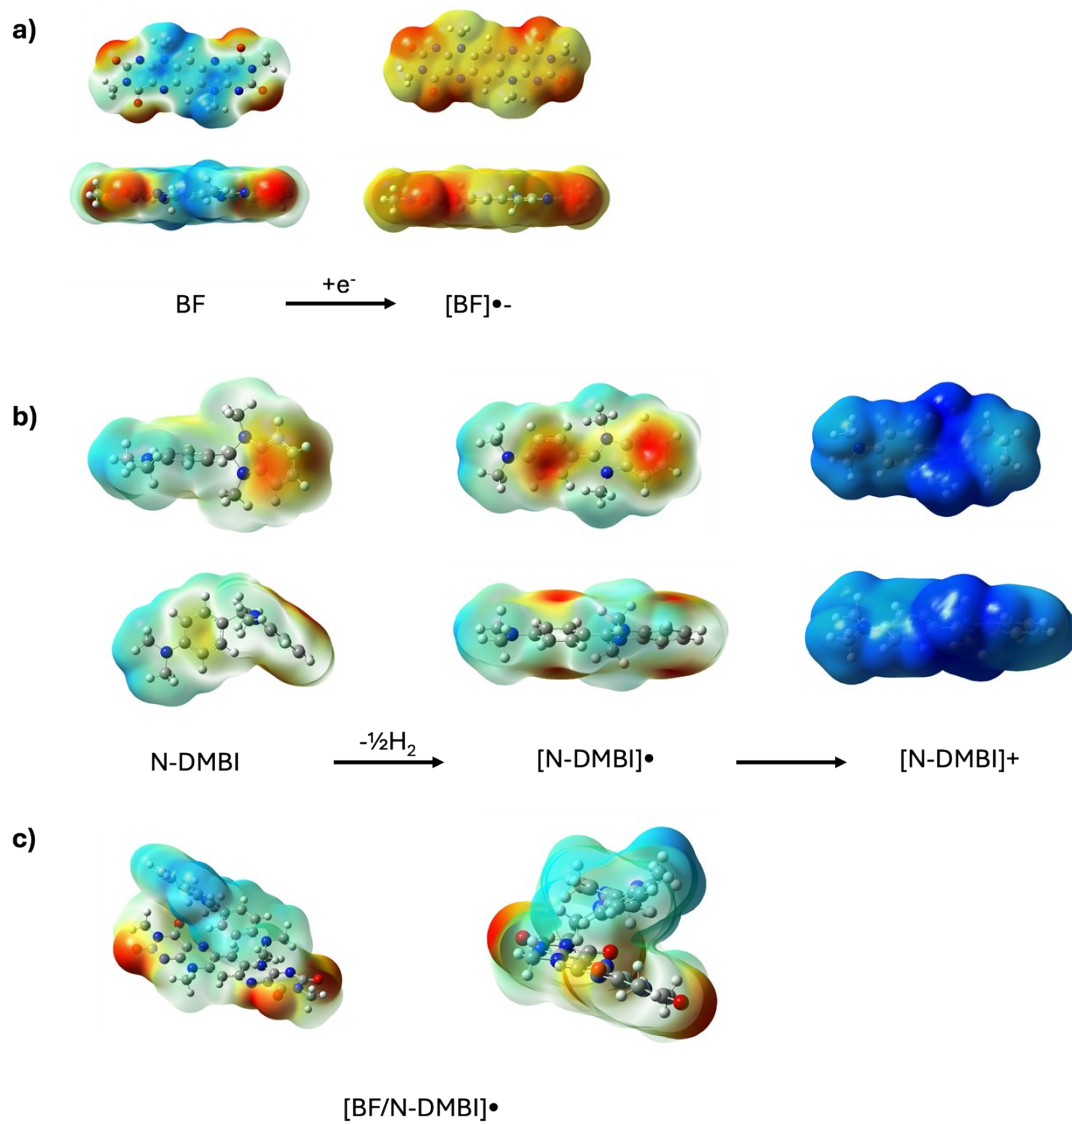 a)
+e-
BF
[BF]•-
b)
-½H2
N-DMBI
[N-DMBI]•
[N-DMBI]+
c)
[BF/N-DMBI]•